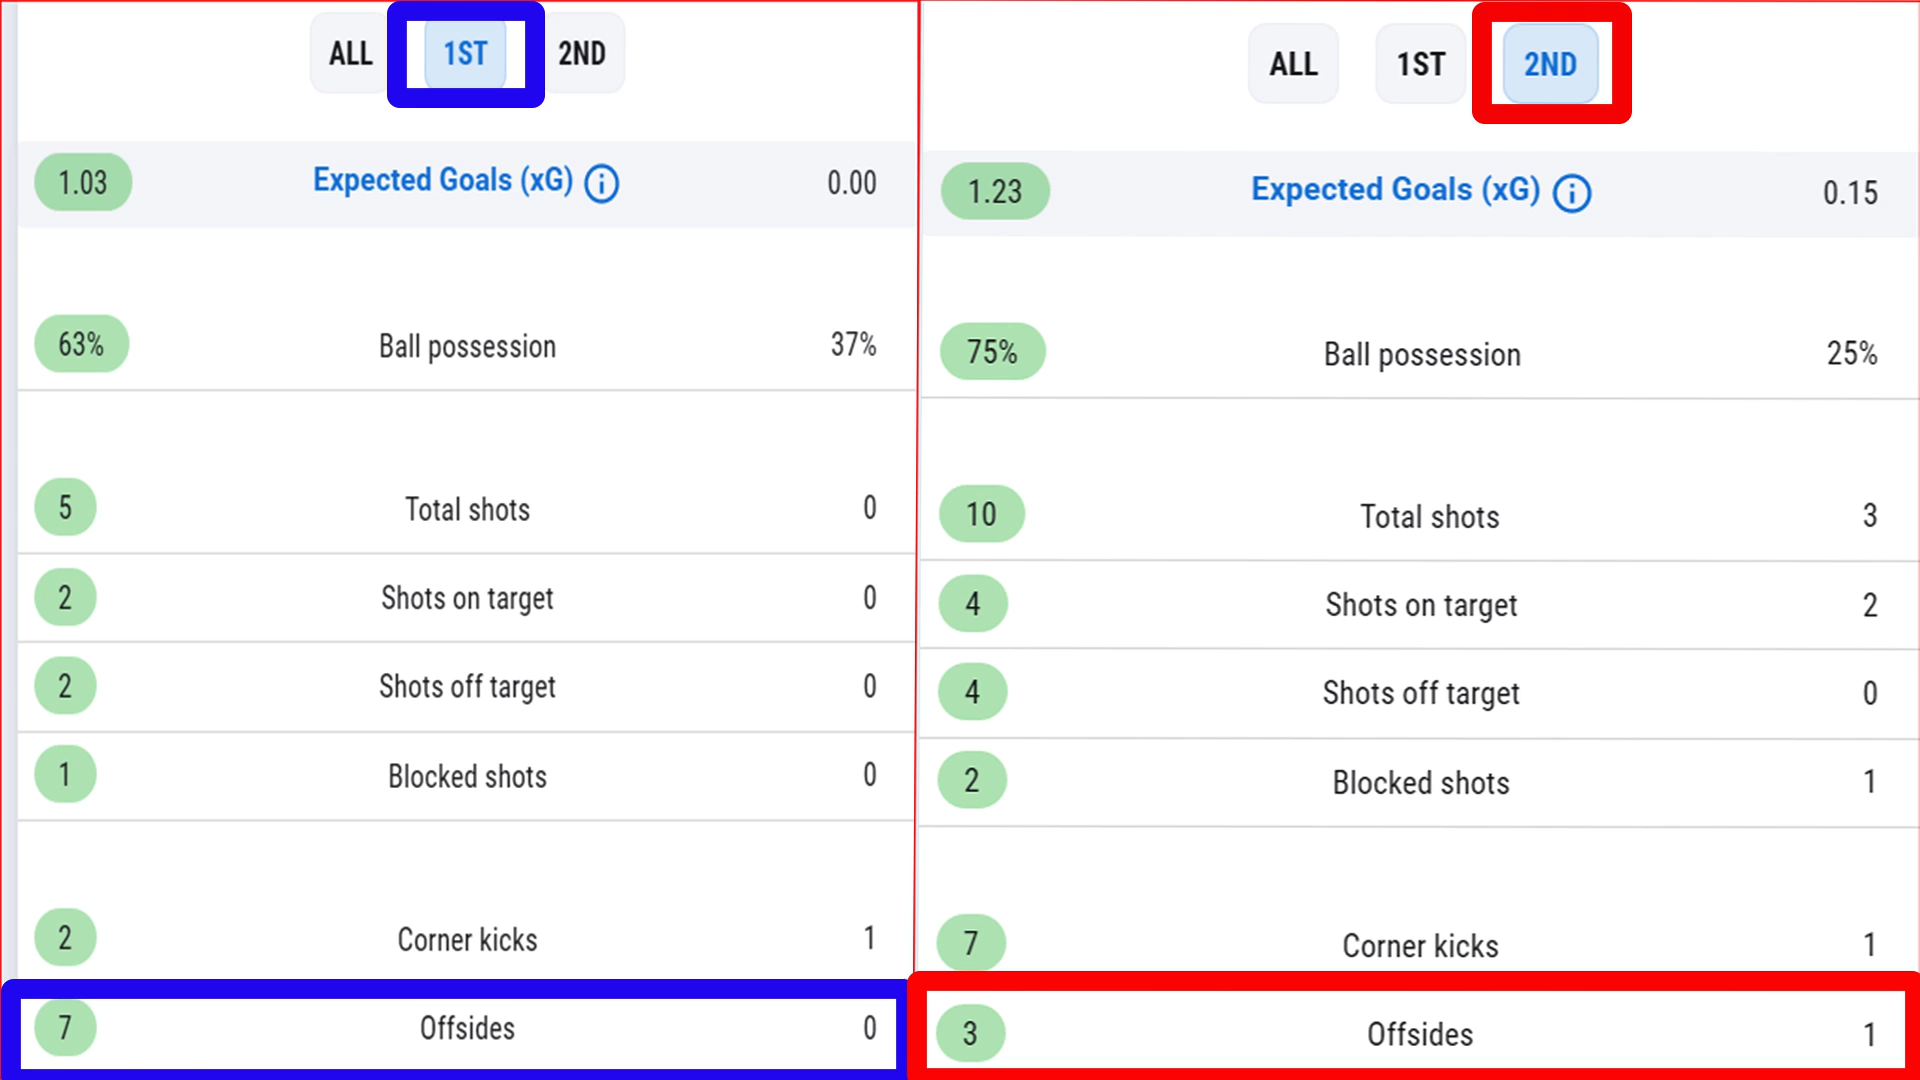 ALL 1ST 2ND
1.03 Expected Goals (xG) i 0.00
63% Ball possession 37%
5 Total shots 0
2 Shots on target 0
2 Shots off target 0
1 Blocked shots 0
2 Corner kicks 1
7 Offsides 0
ALL 1ST 2ND
1.23 Expected Goals (xG) i 0.15
75% Ball possession 25%
10 Total shots 3
4 Shots on target 2
4 Shots off target 0
2 Blocked shots 1
7 Corner kicks 1
3 Offsides 1